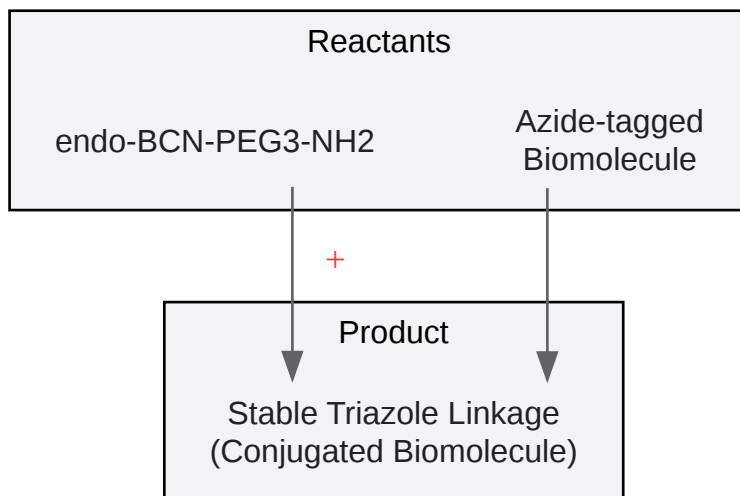 Reactants
endo-BCN-PEG3-NH2
Azide-tagged
Biomolecule
+
Product
Stable Triazole Linkage
(Conjugated Biomolecule)